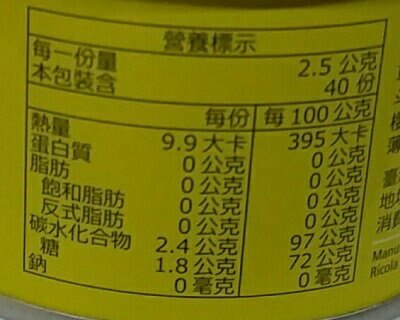 營養標示
每一份量 2.5 公克
本包裝含 40 份
每份 每 100 公克
熱量 9.9 大卡 395 大卡
蛋白質 0 公克 0 公克
脂肪 0 公克 0 公克
飽和脂肪 0 公克 0 公克
反式脂肪 0 公克 0 公克
碳水化合物 2.4 公克 97 公克
糖 1.8 公克 72 公克
鈉 0 毫克 0 毫克
地
消費
Manu
Ricola